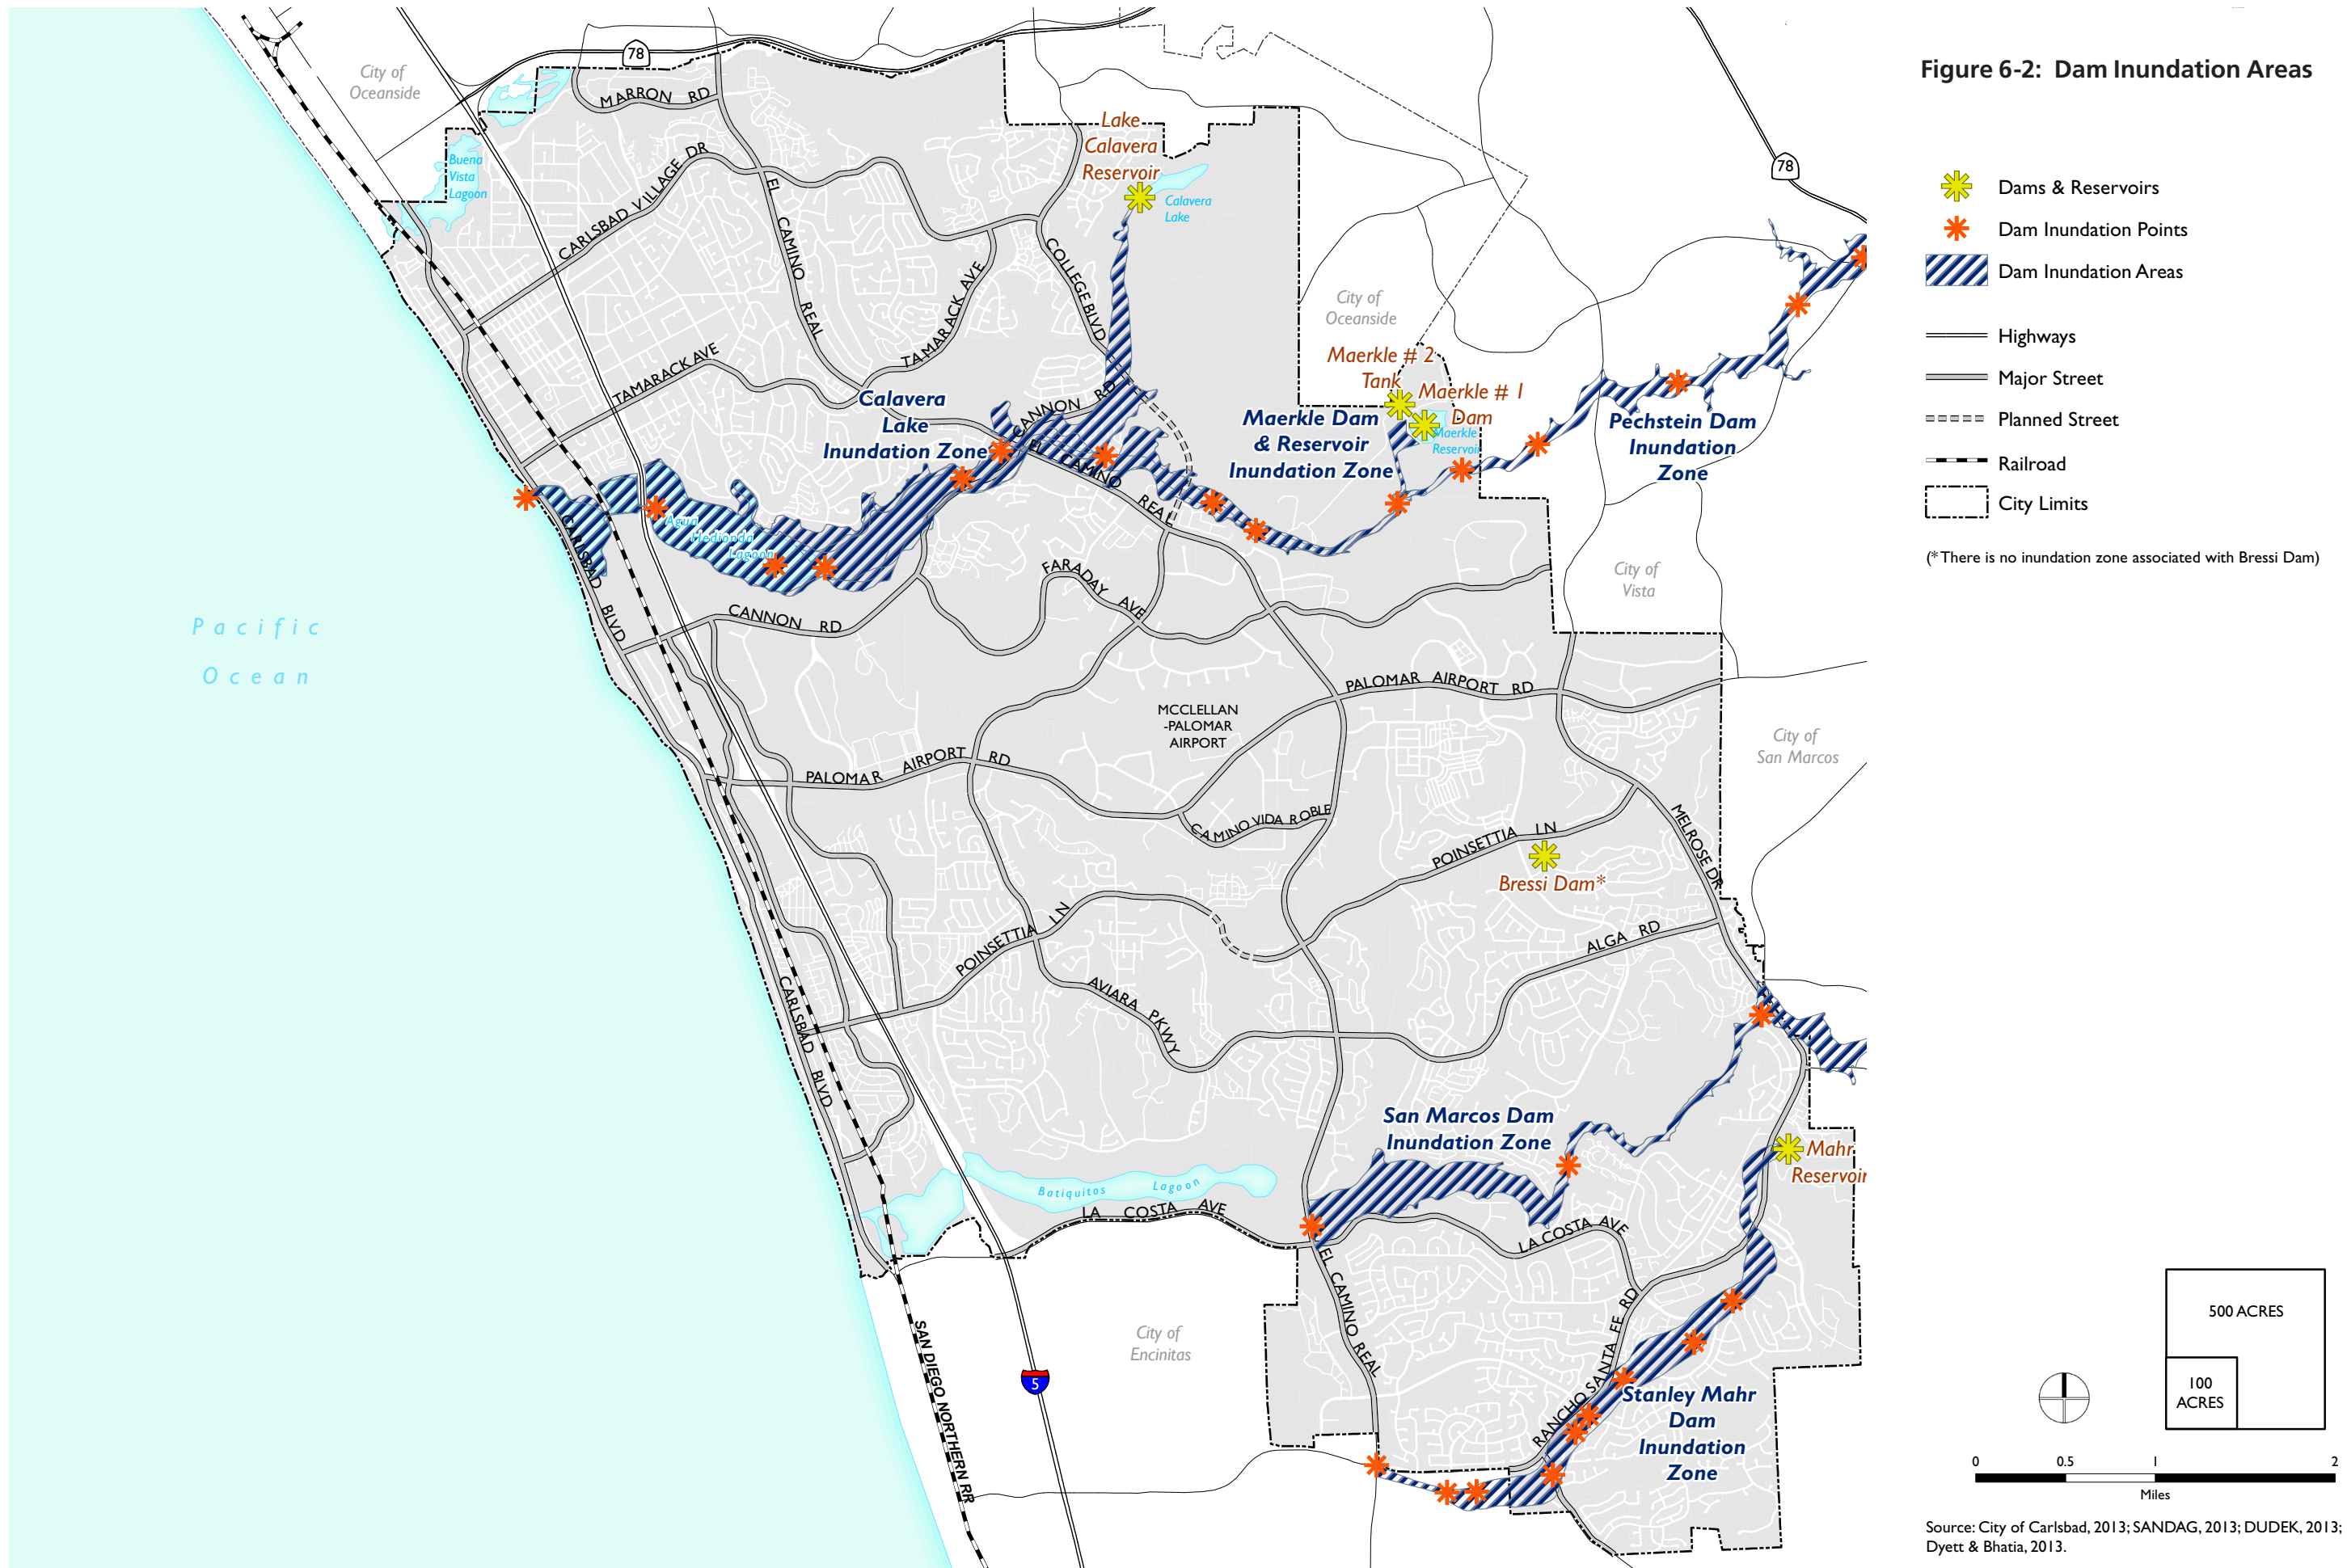 Figure 6-2: Dam Inundation Areas
Dams & Reservoirs
Dam Inundation Points
Dam Inundation Areas
Highways
Major Street
Planned Street
Railroad
City Limits
(* There is no inundation zone associated with Bressi Dam)
78
78
City of
Oceanside
MARRON RD
Buena
Vista
Lagoon
CARLSBAD VILLAGE DR
EL CAMINO REAL
Lake
Calavera
Reservoir
Calavera
Lake
COLLEGE BLVD
TAMARACK AVE
TAMARACK AVE
City of
Oceanside
Maerkle # 2
Tank
Maerkle # 1
Dam
Maerkle
Reservoir
Calavera
Lake
Inundation Zone
CANNON RD
EL CAMINO REAL
Maerkle Dam
& Reservoir
Inundation Zone
Pechstein Dam
Inundation
Zone
Agua
Hedionda
Lagoon
CARLSBAD BLVD
CANNON RD
FARADAY AVE
City of
Vista
Pacific
Ocean
PALOMAR AIRPORT RD
MCCLELLAN
-PALOMAR
AIRPORT
City of
San Marcos
PALOMAR AIRPORT RD
CAMINO VIDA ROBLE
POINSETTIA LN
MELROSE DR
Bressi Dam*
POINSETTIA LN
ALGA RD
AVIARA PKWY
CARLSBAD BLVD
San Marcos Dam
Inundation Zone
Mahr
Reservoir
Batiquitos Lagoon
LA COSTA AVE
LA COSTA AVE
EL CAMINO REAL
RANCHO SANTA FE RD
City of
Encinitas
SAN DIEGO NORTHERN RR
5
Stanley Mahr
Dam
Inundation
Zone
500 ACRES
100
ACRES
0 0.5 1 2
Miles
Source: City of Carlsbad, 2013; SANDAG, 2013; DUDEK, 2013;
Dyett & Bhatia, 2013.